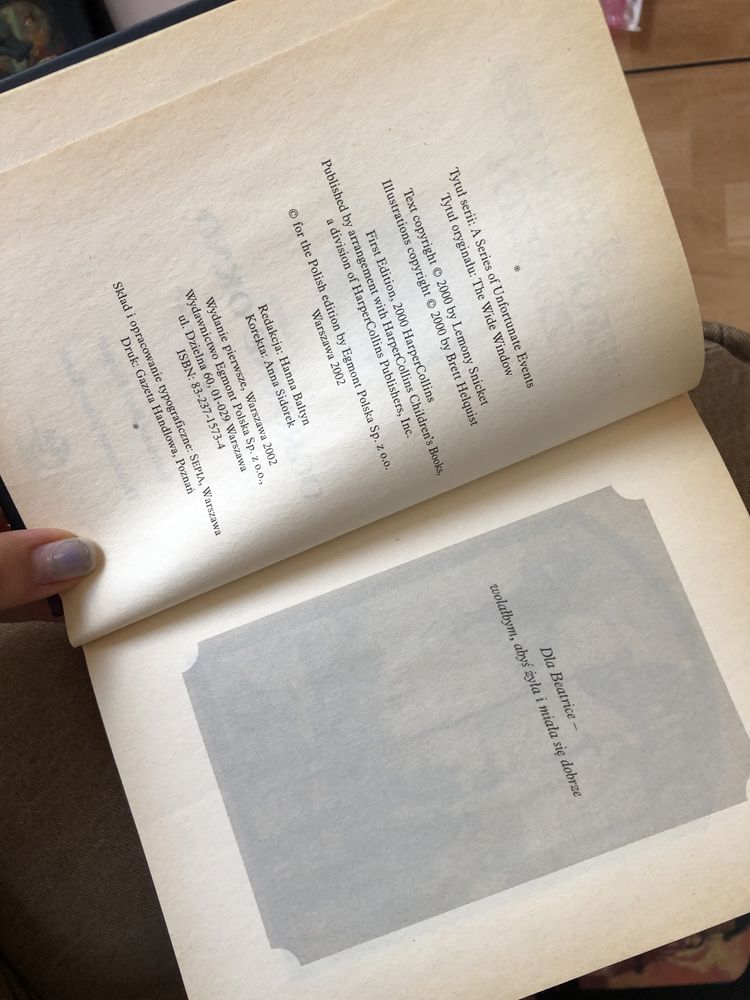 *
Tytuł serii: A Series of Unfortunate Events
Tytuł oryginału: The Wide Window
Text copyright © 2000 by Lemony Snicket
Illustrations copyright © 2000 by Brett Helquist
First Edition, 2000 HarperCollins
Published by arrangement with HarperCollins Children's Books,
a division of HarperCollins Publishers, Inc.
© for the Polish edition by Egmont Polska Sp. z o.o.
Warszawa 2002
Redakcja: Hanna Baltyn
Korekta: Anna Sidorek
Wydanie pierwsze, Warszawa 2002
Wydawnictwo Egmont Polska Sp. z o.o.,
ul. Dzielna 60, 01-029 Warszawa
ISBN: 83-237-1573-4
Skład i opracowanie typograficzne: SEPIA, Warszawa
Druk: Gazeta Handlowa, Poznań
*
Dla Beatrice –
wolałbym, abyś żyła i miała się dobrze